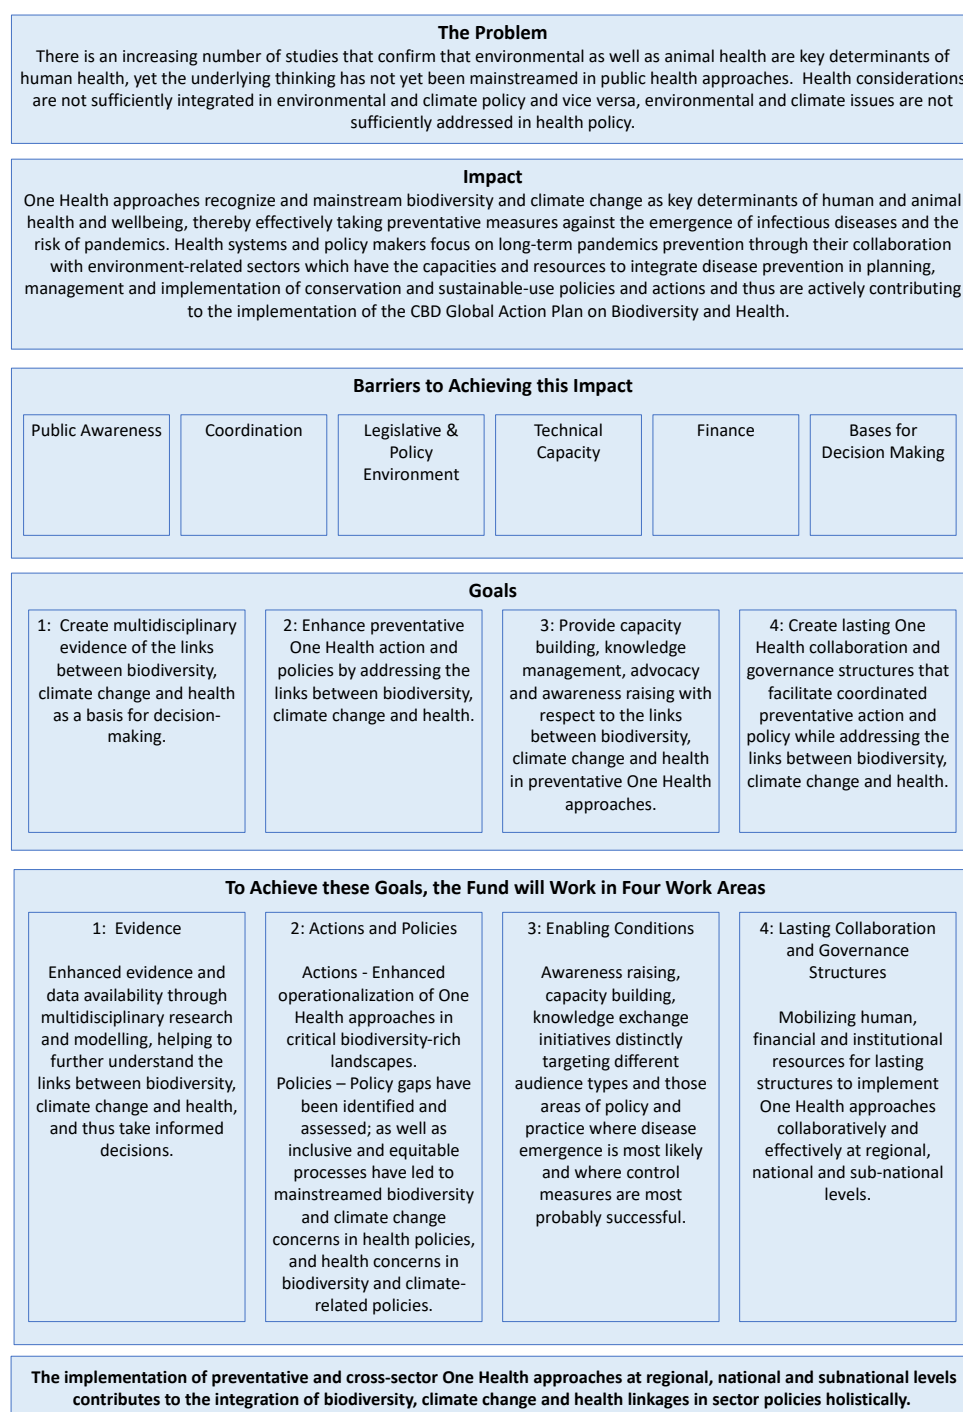 The Problem
There is an increasing number of studies that confirm that environmental as well as animal health are key determinants of
human health, yet the underlying thinking has not yet been mainstreamed in public health approaches.  Health considerations
are not sufficiently integrated in environmental and climate policy and vice versa, environmental and climate issues are not
sufficiently addressed in health policy.
Impact
One Health approaches recognize and mainstream biodiversity and climate change as key determinants of human and animal
health and wellbeing, thereby effectively taking preventative measures against the emergence of infectious diseases and the
risk of pandemics. Health systems and policy makers focus on long-term pandemics prevention through their collaboration
with environment-related sectors which have the capacities and resources to integrate disease prevention in planning,
management and implementation of conservation and sustainable-use policies and actions and thus are actively contributing
to the implementation of the CBD Global Action Plan on Biodiversity and Health.
Barriers to Achieving this Impact
Public Awareness
Coordination
Legislative &
Policy
Environment
Technical
Capacity
Finance
Bases for
Decision Making
Goals
1:  Create multidisciplinary
evidence of the links
between biodiversity,
climate change and health
as a basis for decision-
making.
2: Enhance preventative
One Health action and
policies by addressing the
links between biodiversity,
climate change and health.
3: Provide capacity
building, knowledge
management, advocacy
and awareness raising with
respect to the links
between biodiversity,
climate change and health
in preventative One Health
approaches.
4: Create lasting One
Health collaboration and
governance structures that
facilitate coordinated
preventative action and
policy while addressing the
links between biodiversity,
climate change and health.
To Achieve these Goals, the Fund will Work in Four Work Areas
1:  Evidence
Enhanced evidence and
data availability through
multidisciplinary research
and modelling, helping to
further understand the
links between biodiversity,
climate change and health,
and thus take informed
decisions.
2: Actions and Policies
Actions - Enhanced
operationalization of One
Health approaches in
critical biodiversity-rich
landscapes.
Policies – Policy gaps have
been identified and
assessed; as well as
inclusive and equitable
processes have led to
mainstreamed biodiversity
and climate change
concerns in health policies,
and health concerns in
biodiversity and climate-
related policies.
3: Enabling Conditions
Awareness raising,
capacity building,
knowledge exchange
initiatives distinctly
targeting different
audience types and those
areas of policy and
practice where disease
emergence is most likely
and where control
measures are most
probably successful.
4: Lasting Collaboration
and Governance
Structures
Mobilizing human,
financial and institutional
resources for lasting
structures to implement
One Health approaches
collaboratively and
effectively at regional,
national and sub-national
levels.
The implementation of preventative and cross-sector One Health approaches at regional, national and subnational levels
contributes to the integration of biodiversity, climate change and health linkages in sector policies holistically.